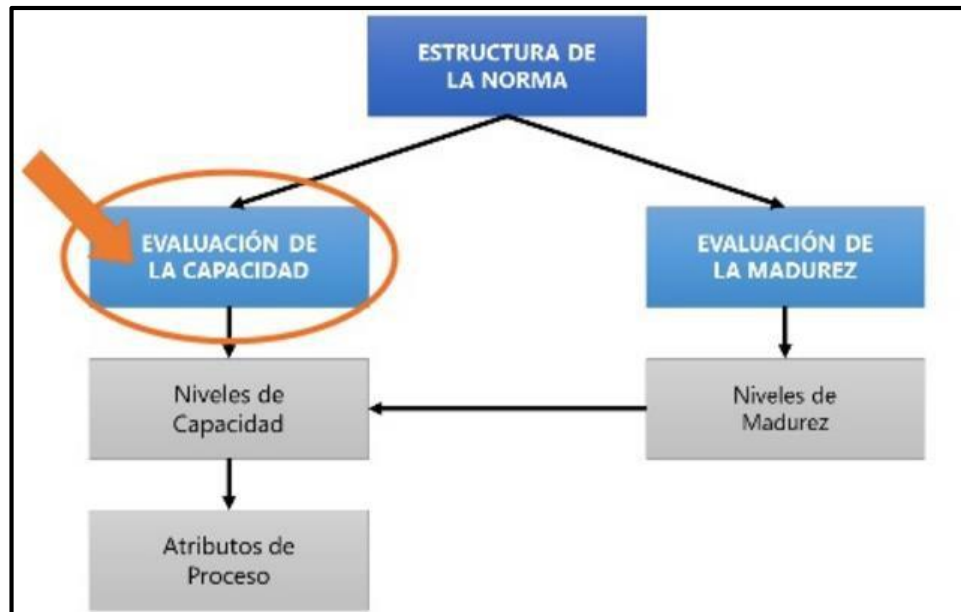 ESTRUCTURA DE
LA NORMA
EVALUACIÓN DE
LA CAPACIDAD
EVALUACIÓN DE
LA MADUREZ
Niveles de
Capacidad
Niveles de
Madurez
Atributos de
Proceso